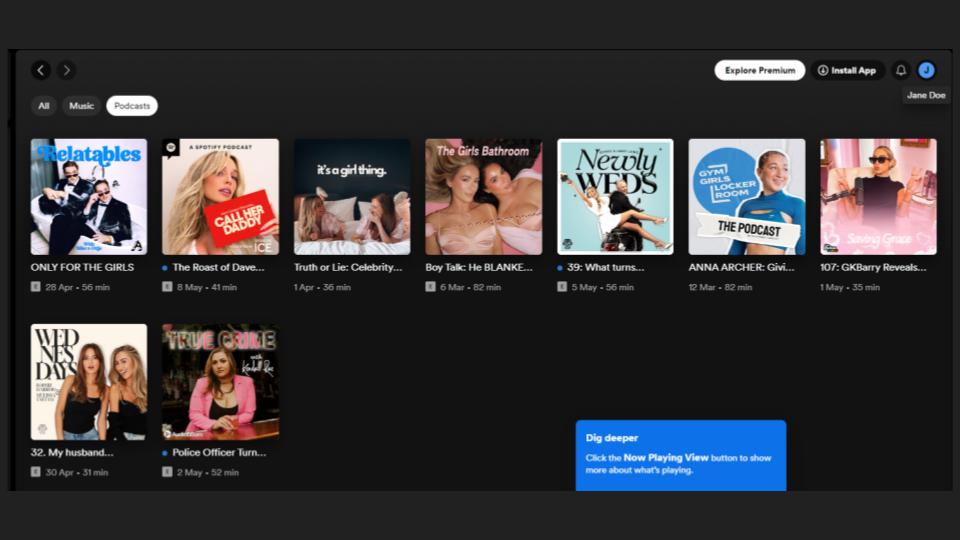 Explore Premium
Install App
J
Jane Doe
All
Music
Podcasts
Relatables
A SPOTIFY PODCAST
CALL HER
DADDY
it's a girl thing.
The Girls Bathroom
Newly
WEDS
GYM
GIRLS
LOCKER
ROOM
THE PODCAST
Saving Grace
ONLY FOR THE GIRLS
The Roast of Dave...
Truth or Lie: Celebrity...
Boy Talk: He BLANKE...
39: What turns...
ANNA ARCHER: Givi...
107: GKBarry Reveals...
E 28 Apr • 56 min
E 8 May • 41 min
1 Apr • 36 min
E 6 Mar • 82 min
E 5 May • 56 min
12 Mar • 82 min
1 May • 35 min
WED
NES
DAYS
TRUE CRIME
with
Kendall Rae
AudioBoom
32. My husband...
Police Officer Turn...
E 30 Apr • 31 min
E 2 May • 52 min
Dig deeper
Click the Now Playing View button to show
more about what's playing.